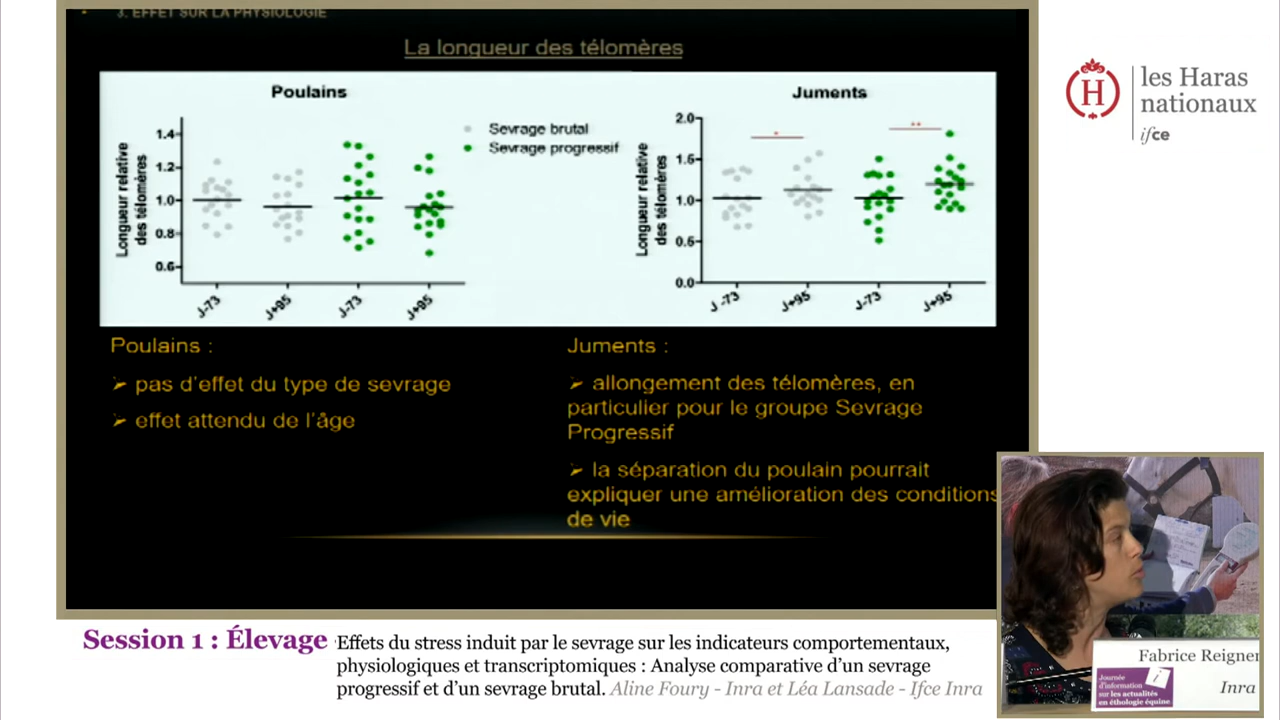 3. EFFET SUR LA PHYSIOLOGIE
La longueur des télomères
Poulains
Longueur relative
des télomères
1.4
1.2
1.0
0.8
0.6
J-73
J+95
J-73
J+95
Sevrage brutal
Sevrage progressif
Juments
Longueur relative
des télomères
2.0
1.5
1.0
0.5
0.0
*
**
J -73
J+95
J-73
J+95
Poulains :
➢ pas d'effet du type de sevrage
➢ effet attendu de l'âge
Juments :
➢ allongement des télomères, en
particulier pour le groupe Sevrage
Progressif
➢ la séparation du poulain pourrait
expliquer une amélioration des conditions
de vie
H
les Haras
nationaux
ifce
Session 1 : Élevage
Effets du stress induit par le sevrage sur les indicateurs comportementaux,
physiologiques et transcriptomiques : Analyse comparative d'un sevrage
progressif et d'un sevrage brutal. Aline Foury - Inra et Léa Lansade - Ifce Inra
Fabrice Reigner
Inra
Journée
d'information
sur les actualités
en éthologie équine